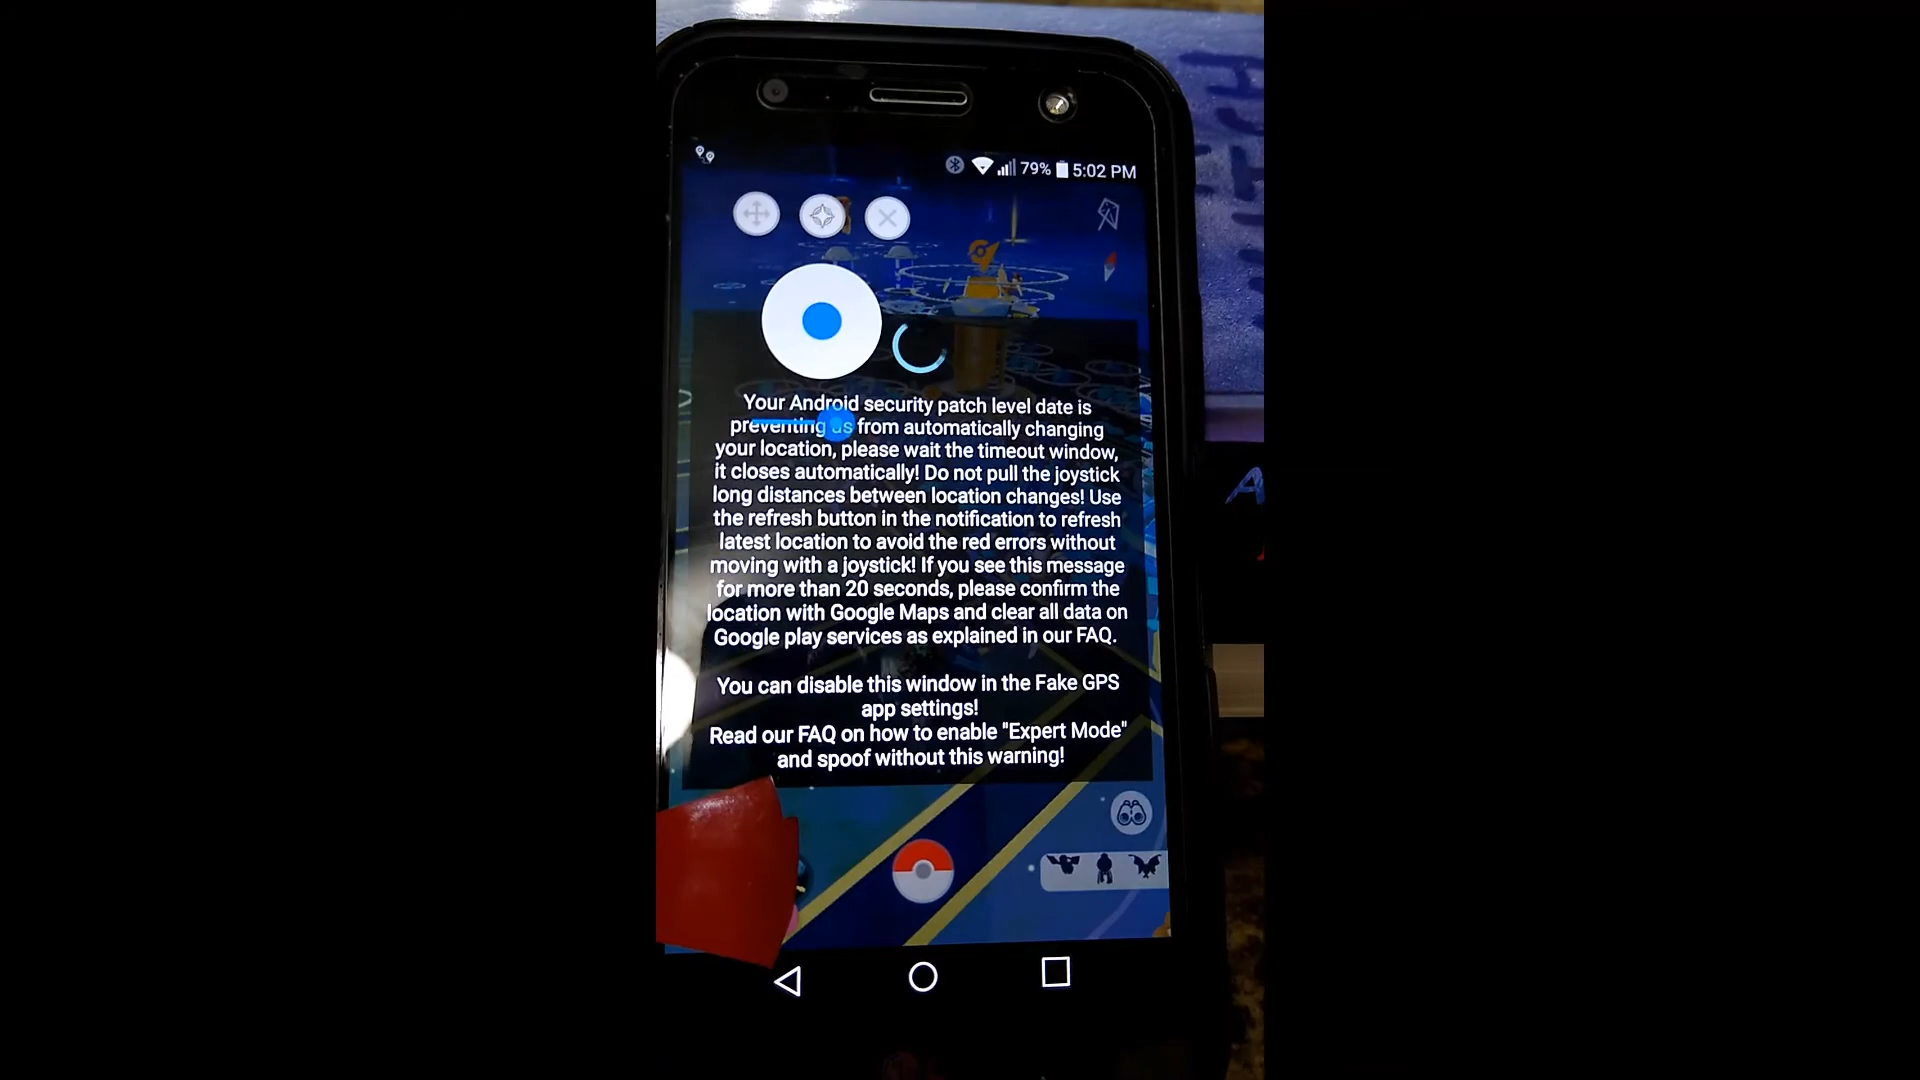 79% 5:02 PM
Your Android security patch level date is
preventing us from automatically changing
your location, please wait the timeout window,
it closes automatically! Do not pull the joystick
long distances between location changes! Use
the refresh button in the notification to refresh
latest location to avoid the red errors without
moving with a joystick! If you see this message
for more than 20 seconds, please confirm the
location with Google Maps and clear all data on
Google play services as explained in our FAQ.
You can disable this window in the Fake GPS
app settings!
Read our FAQ on how to enable "Expert Mode"
and spoof without this warning!